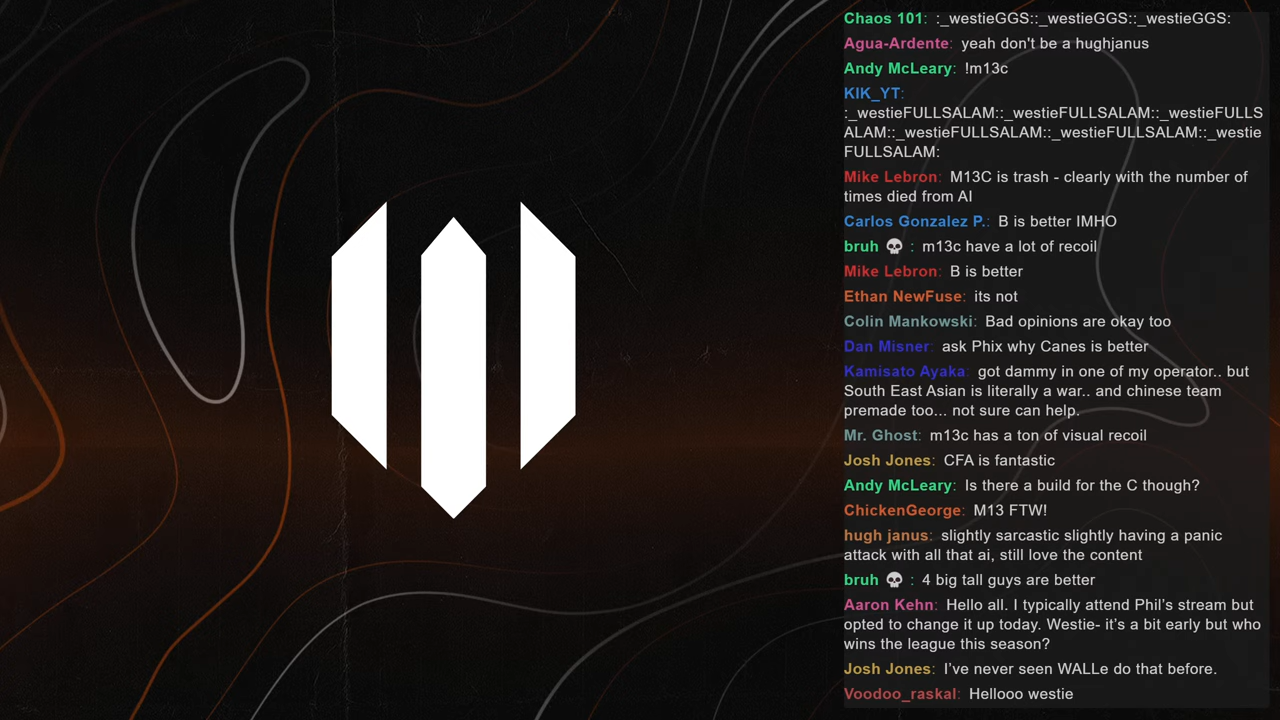 Chaos 101: :_westieGGS::_westieGGS::_westieGGS:
Agua-Ardente: yeah don't be a hughjanus
Andy McLeary: !m13c
KIK_YT:
:_westieFULLSALAM::_westieFULLSALAM::_westieFULLS
ALAM::_westieFULLSALAM::_westieFULLSALAM::_westie
FULLSALAM:
Mike Lebron: M13C is trash - clearly with the number of
times died from AI
Carlos Gonzalez P.: B is better IMHO
bruh 💀 : m13c have a lot of recoil
Mike Lebron: B is better
Ethan NewFuse: its not
Colin Mankowski: Bad opinions are okay too
Dan Misner: ask Phix why Canes is better
Kamisato Ayaka: got dammy in one of my operator.. but
South East Asian is literally a war.. and chinese team
premade too... not sure can help.
Mr. Ghost: m13c has a ton of visual recoil
Josh Jones: CFA is fantastic
Andy McLeary: Is there a build for the C though?
ChickenGeorge: M13 FTW!
hugh janus: slightly sarcastic slightly having a panic
attack with all that ai, still love the content
bruh 💀 : 4 big tall guys are better
Aaron Kehn: Hello all. I typically attend Phil’s stream but
opted to change it up today. Westie- it’s a bit early but who
wins the league this season?
Josh Jones: I’ve never seen WALLe do that before.
Voodoo_raskal: Hellooo westie